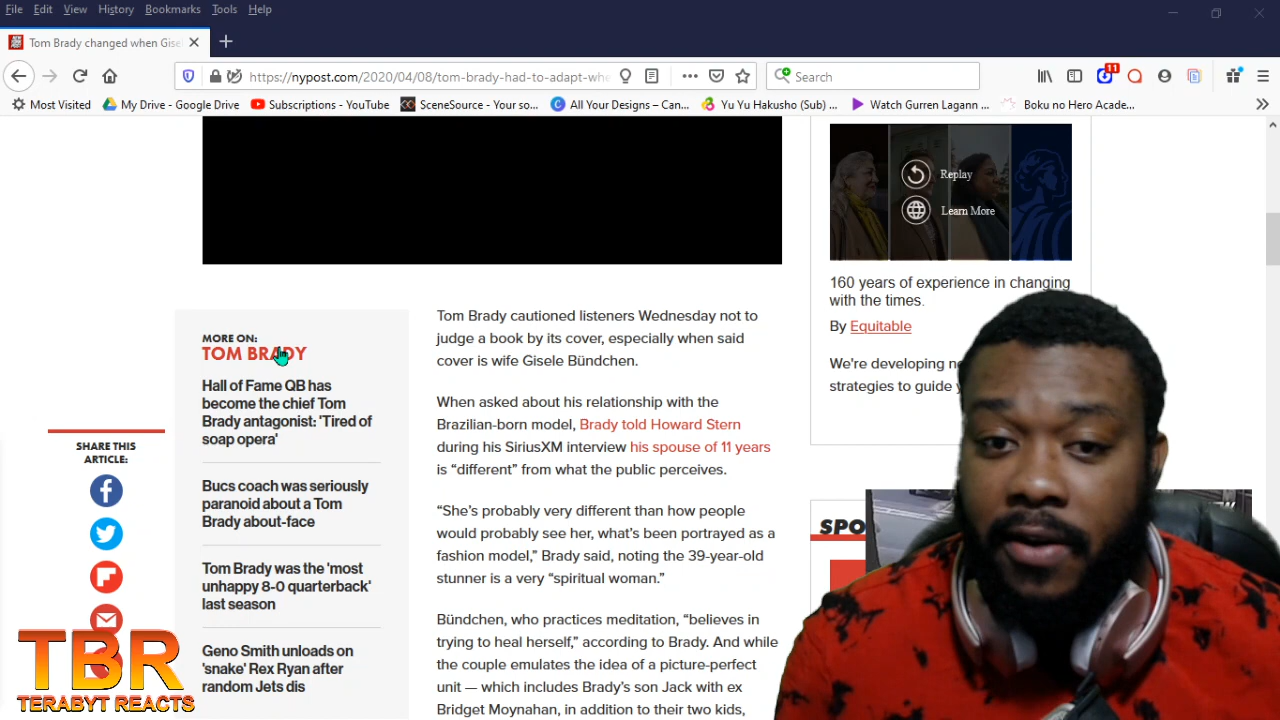 File Edit View History Bookmarks Tools Help
Tom Brady changed when Gise
https://nypost.com/2020/04/08/tom-brady-had-to-adapt-whe
Search
11
Most Visited My Drive - Google Drive Subscriptions - YouTube SceneSource - Your so... All Your Designes – Can... Yu Yu Hakusho (Sub) ... Watch Gurren Lagann ... Boku no Hero Acade...
Replay
Learn More
160 years of experience in changing
with the times.
By Equitable
We're developing
strategies to guide
SPO
MORE ON:
TOM BRADY
Hall of Fame QB has
become the chief Tom
Brady antagonist: 'Tired of
soap opera'
Bucs coach was seriously
paranoid about a Tom
Brady about-face
Tom Brady was the 'most
unhappy 8-0 quarterback'
last season
Geno Smith unloads on
'snake' Rex Ryan after
random Jets dis
SHARE THIS
ARTICLE:
Tom Brady cautioned listeners Wednesday not to
judge a book by its cover, especially when said
cover is wife Gisele Bündchen.
When asked about his relationship with the
Brazilian-born model, Brady told Howard Stern
during his SiriusXM interview his spouse of 11 years
is “different” from what the public perceives.
“She's probably very different than how people
would probably see her, what's been portrayed as a
fashion model,” Brady said, noting the 39-year-old
stunner is a very “spiritual woman.”
Bündchen, who practices meditation, “believes in
trying to heal herself,” according to Brady. And while
the couple emulates the idea of a picture-perfect
unit — which includes Brady's son Jack with ex
Bridget Moynahan, in addition to their two kids,
TBR
TERABYT REACTS